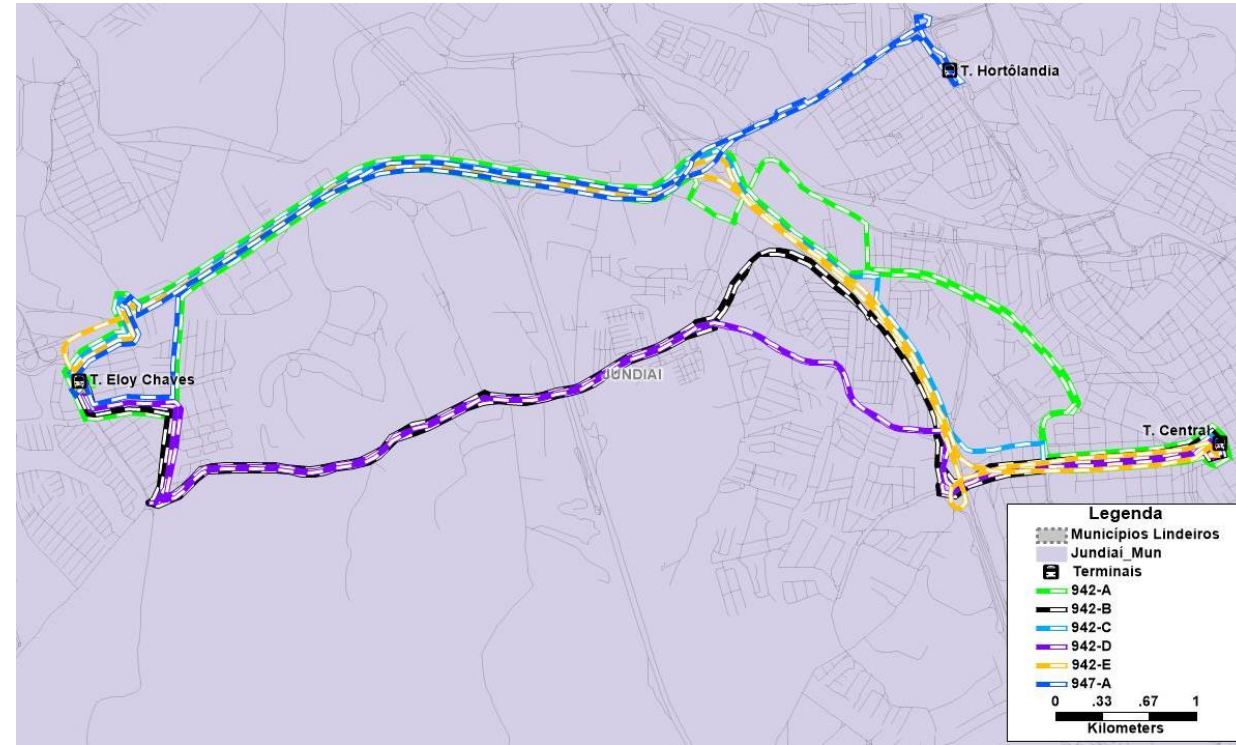 T. Hortôlandia
T. Eloy Chaves
JUNDIAI
T. Central
Legenda
Municípios Lindeiros
Jundiaí_Mun
Terminais
942-A
942-B
942-C
942-D
942-E
947-A
0 .33 .67 1
Kilometers